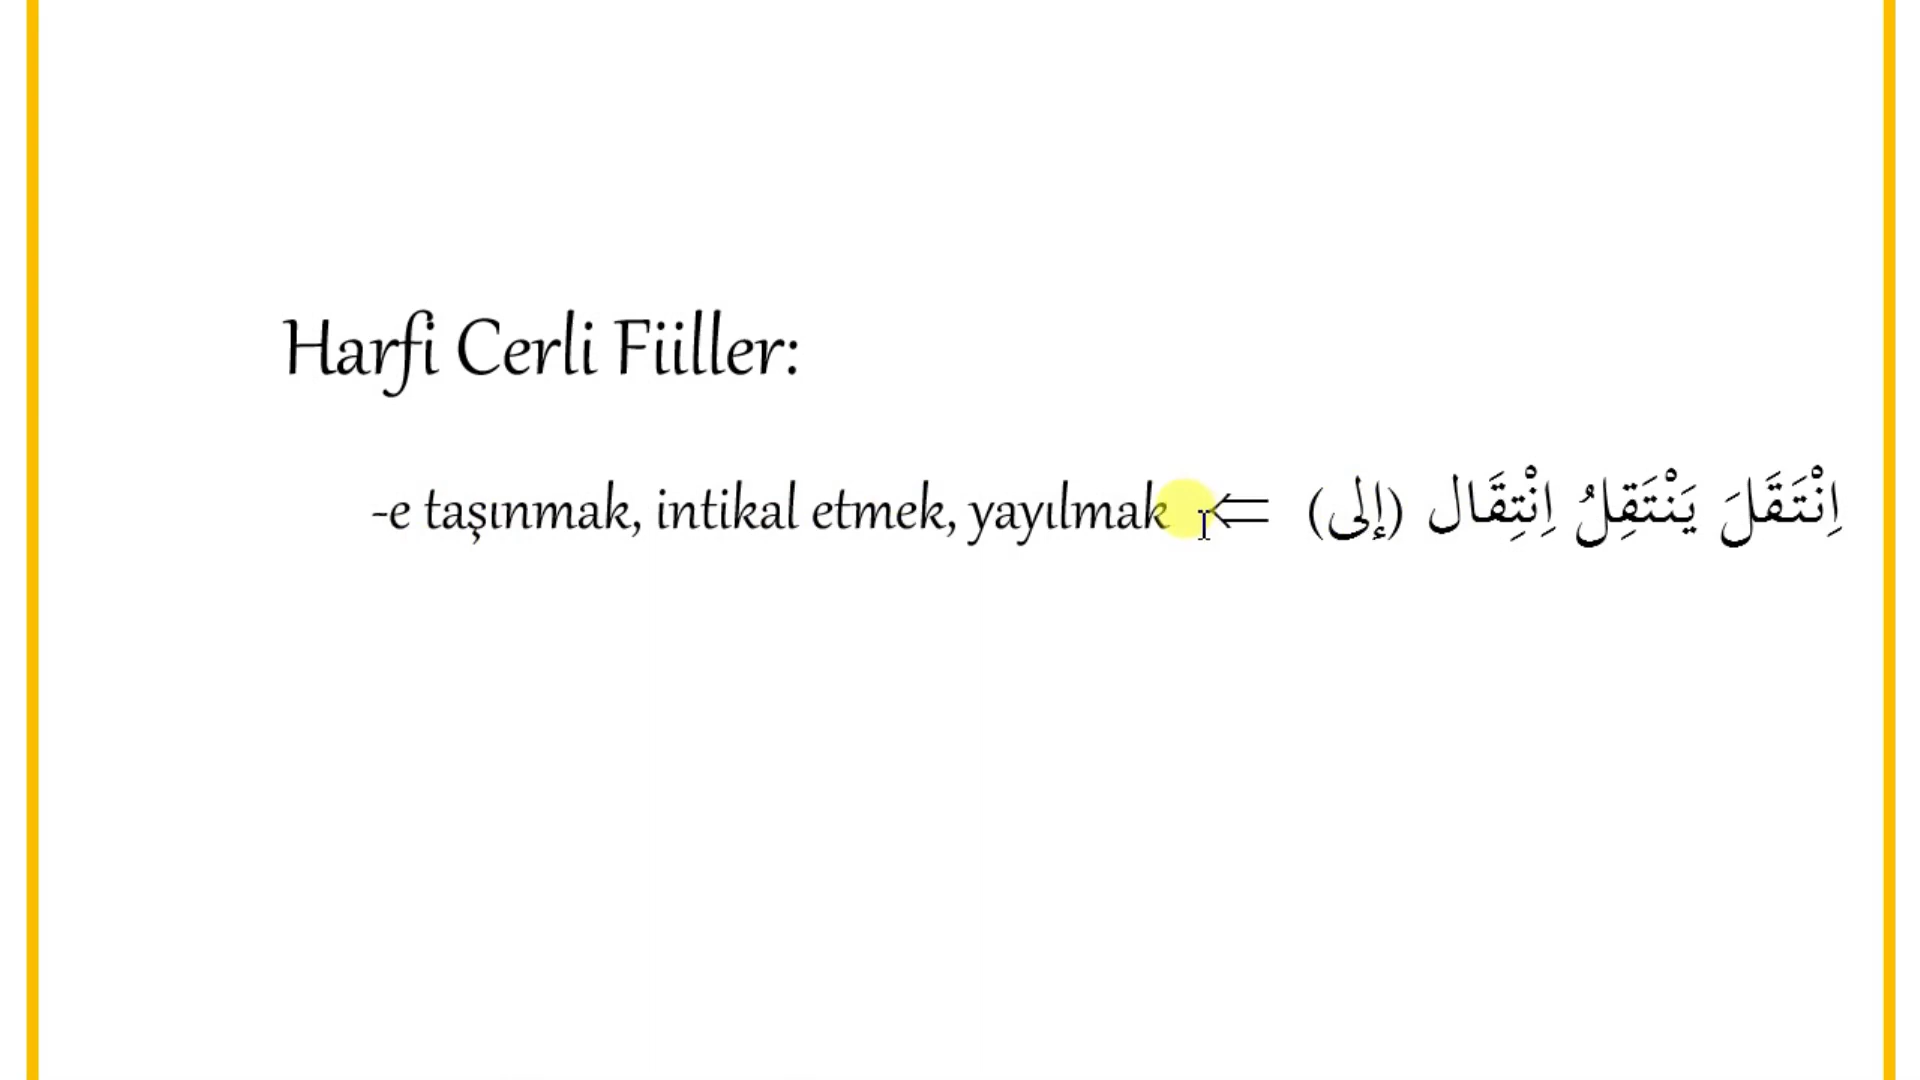 Harfi Cerli Fiiller:
اِنْتَقَلَ يَنْتَقِلُ اِنْتِقَال (إلى) ⇐ -e taşınmak, intikal etmek, yayılmak